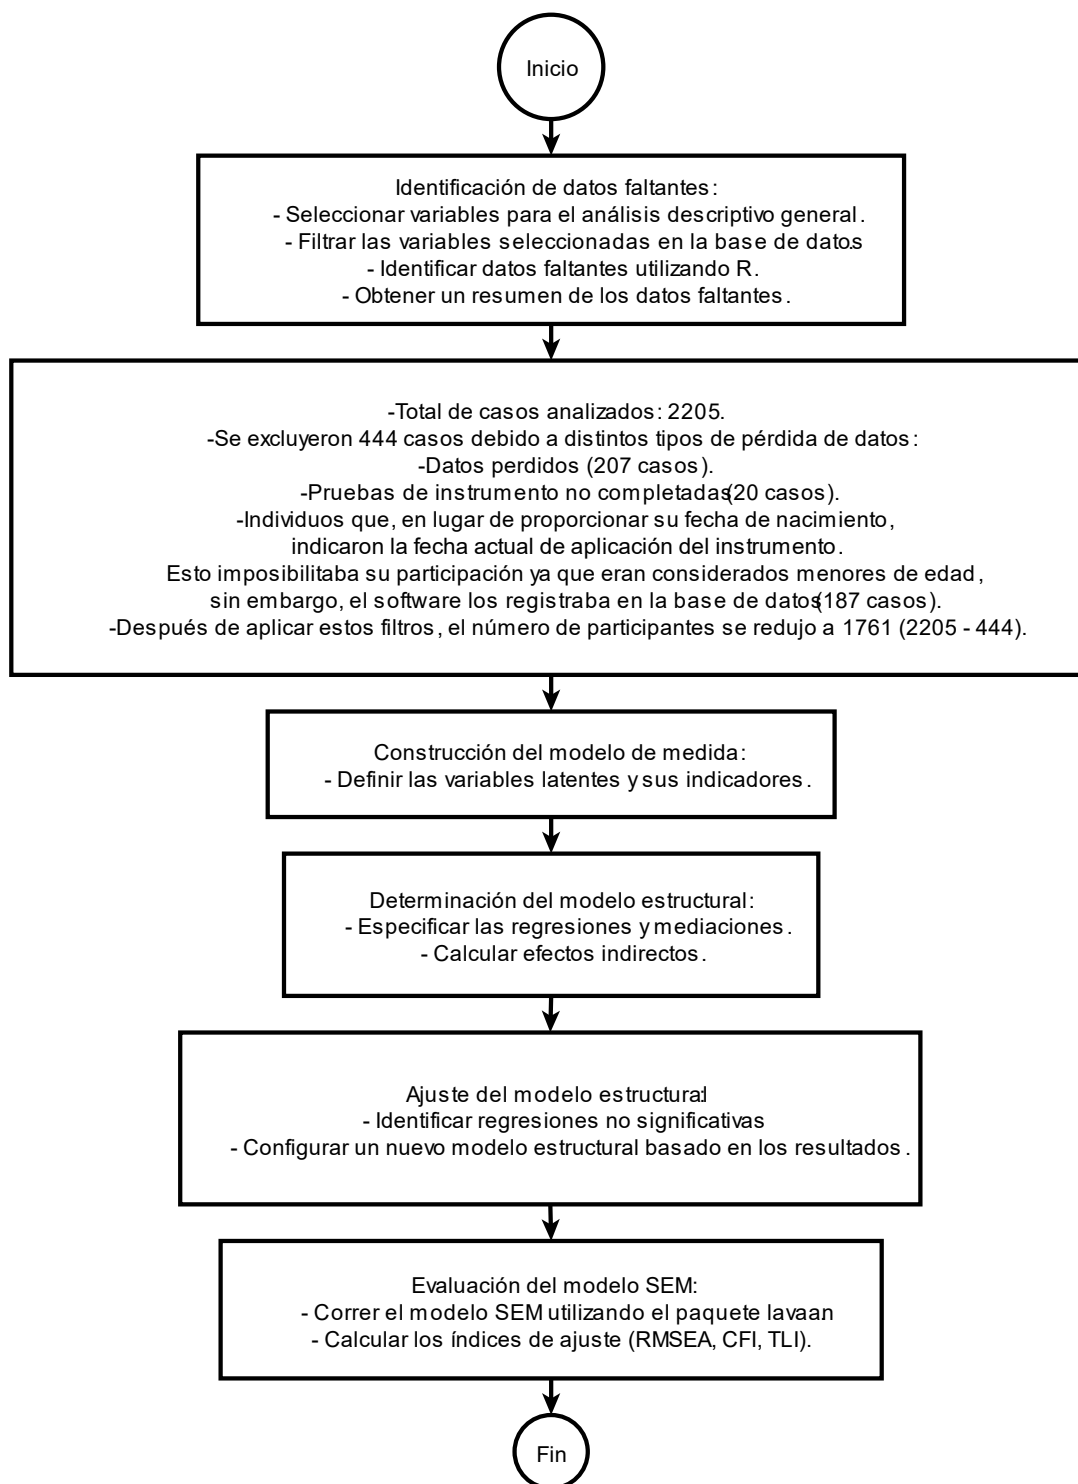 Inicio
Identificación de datos faltantes:
- Seleccionar variables para el análisis descriptivo general.
- Filtrar las variables seleccionadas en la base de datos.
- Identificar datos faltantes utilizando R.
- Obtener un resumen de los datos faltantes.
-Total de casos analizados: 2205.
-Se excluyeron 444 casos debido a distintos tipos de pérdida de datos:
-Datos perdidos (207 casos).
-Pruebas de instrumento no completadas (20 casos).
-Individuos que, en lugar de proporcionar su fecha de nacimiento,
indicaron la fecha actual de aplicación del instrumento.
Esto imposibilitaba su participación ya que eran considerados menores de edad,
sin embargo, el software los registraba en la base de datos (187 casos).
-Después de aplicar estos filtros, el número de participantes se redujo a 1761 (2205 - 444).
Construcción del modelo de medida:
- Definir las variables latentes y sus indicadores.
Determinación del modelo estructural:
- Especificar las regresiones y mediaciones.
- Calcular efectos indirectos.
Ajuste del modelo estructural:
- Identificar regresiones no significativas
- Configurar un nuevo modelo estructural basado en los resultados.
Evaluación del modelo SEM:
- Correr el modelo SEM utilizando el paquete lavaan.
- Calcular los índices de ajuste (RMSEA, CFI, TLI).
Fin